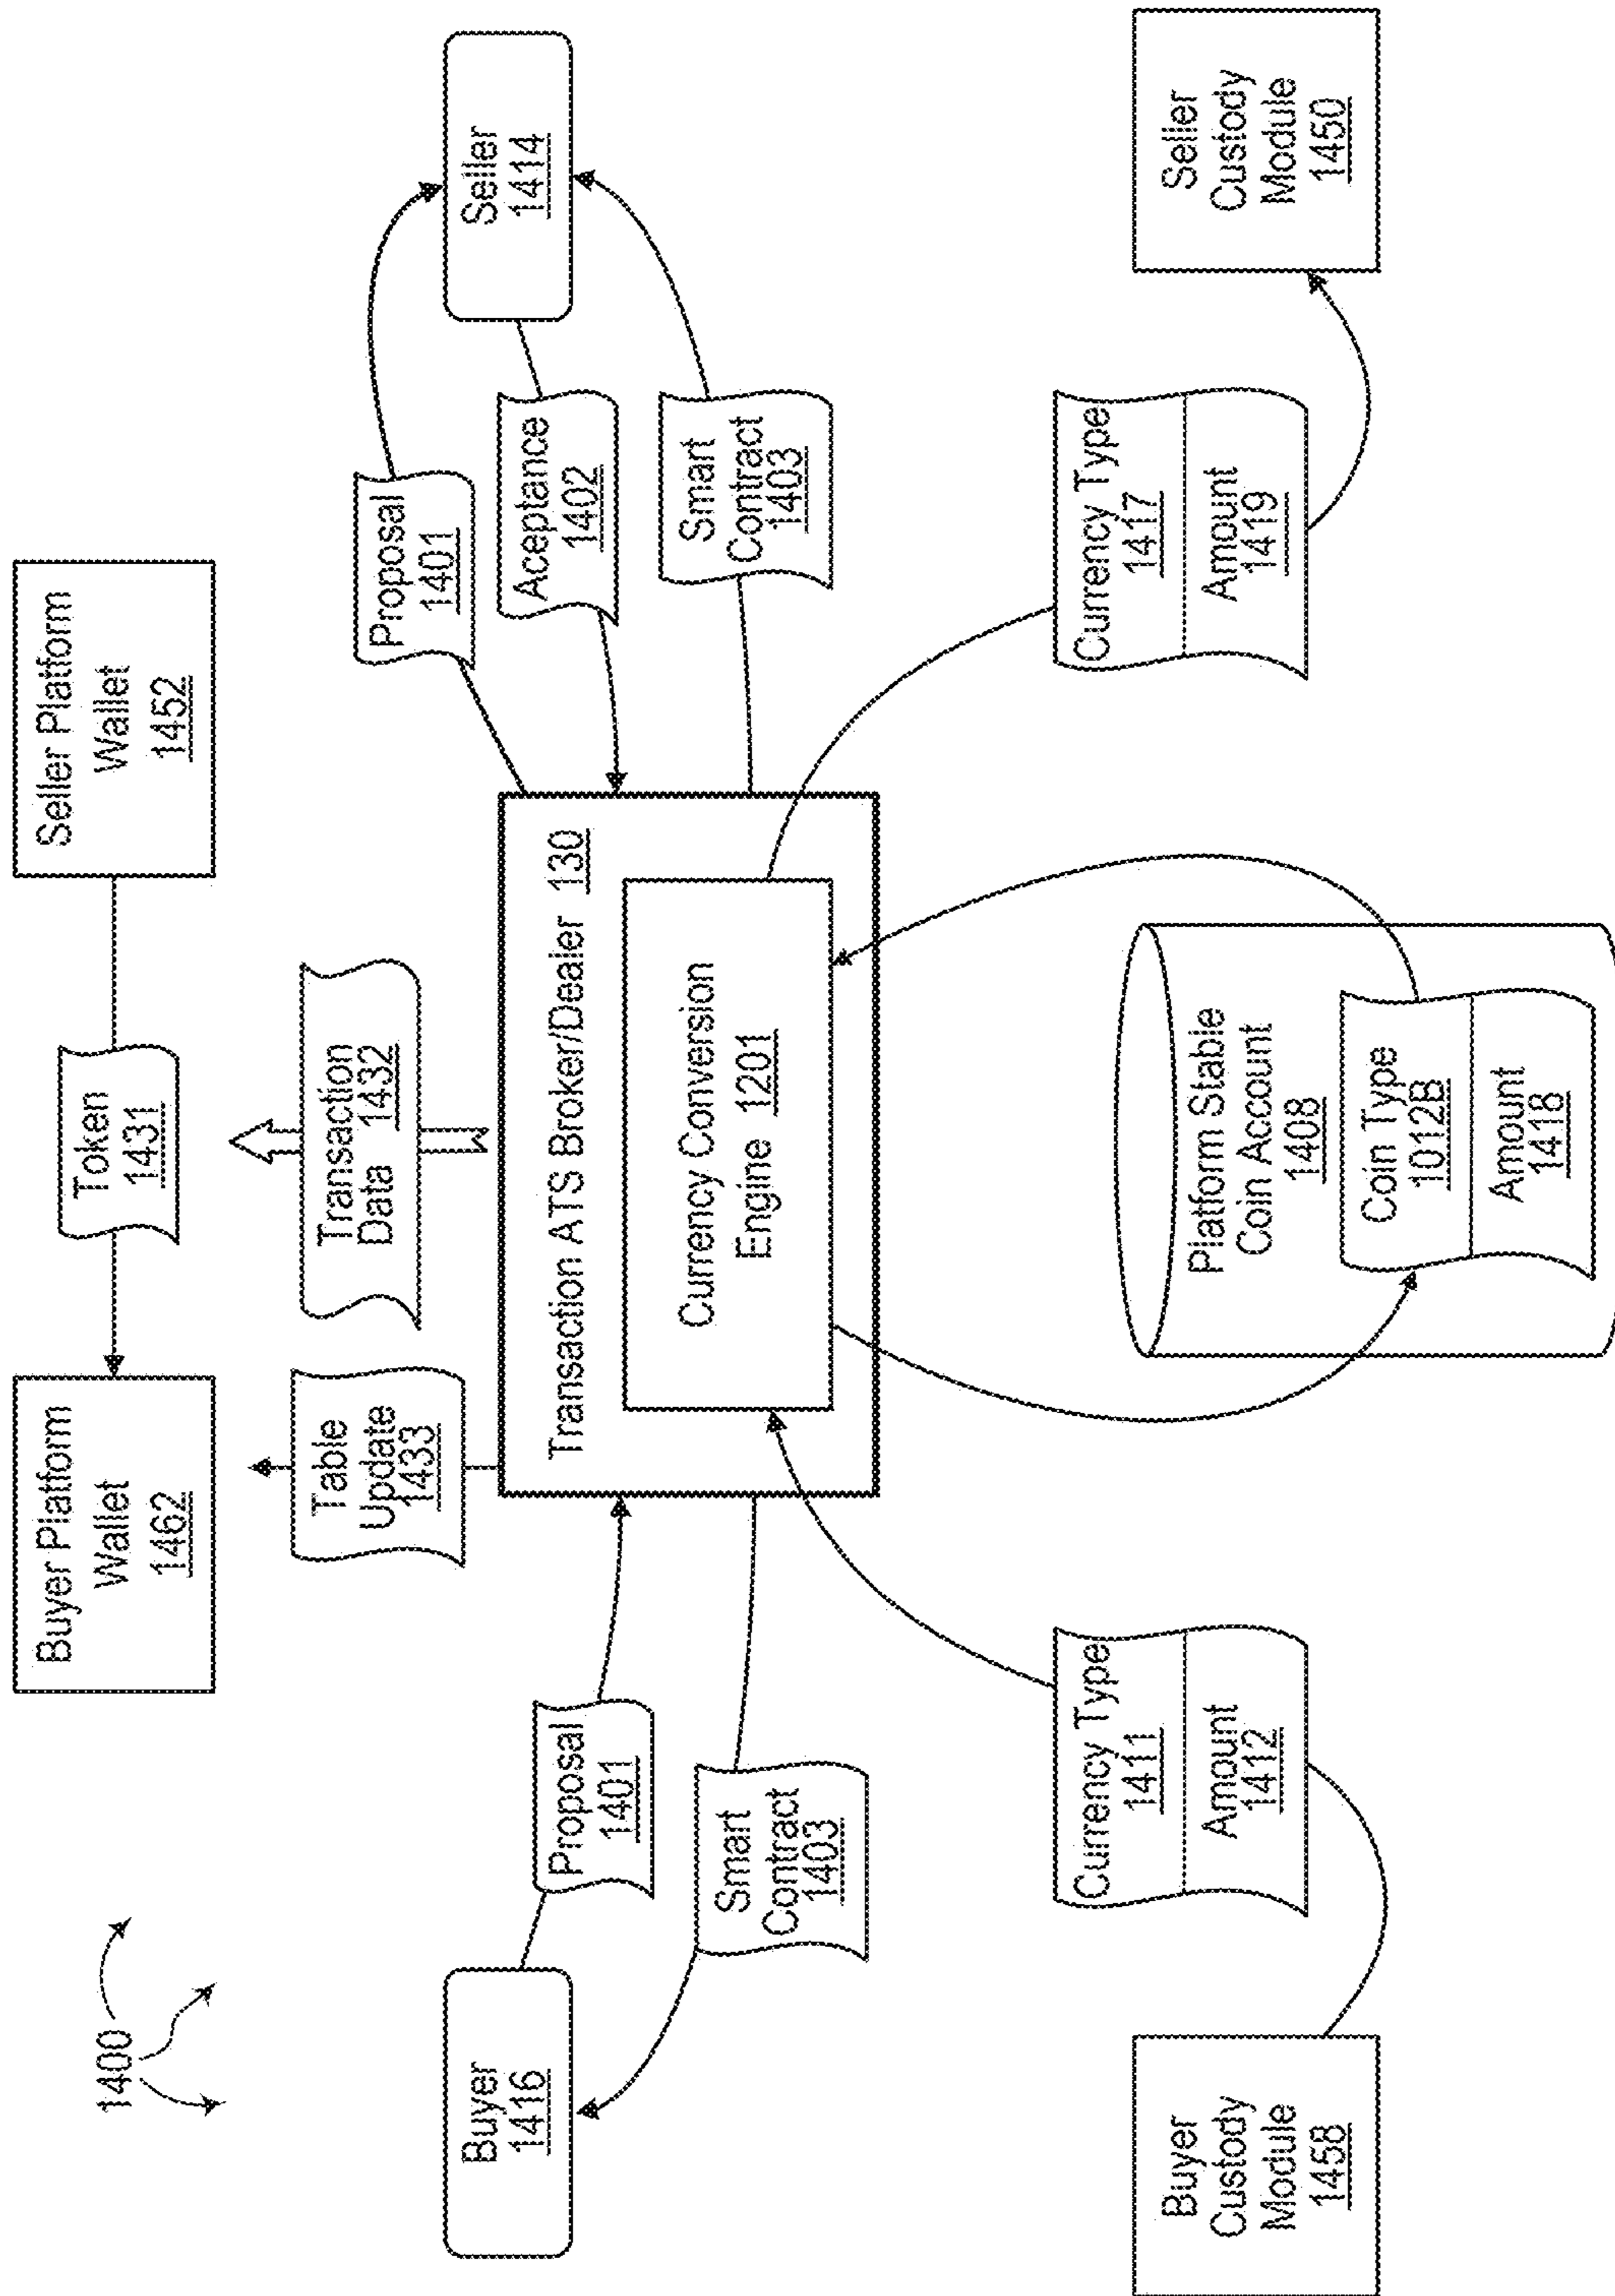 1400
Buyer Platform
Wallet
1462
Token
1431
Seller Platform
Wallet
1452
Table
Update
1433
Transaction
Data 1432
Buyer
1416
Proposal
1401
Smart
Contract
1403
Transaction ATS Broker/Dealer 130
Currency Conversion
Engine 1201
Proposal
1401
Aceptance
1402
Smart
Contract
1403
Seller
1414
Buyer
Custody
Module
1458
Currency Type
1411
Amount
1412
Platform Stable
Coin Account
1408
Coin Type
1012B
Amount
1418
Currency Type
1417
Amount
1419
Seller
Custody
Module
1450